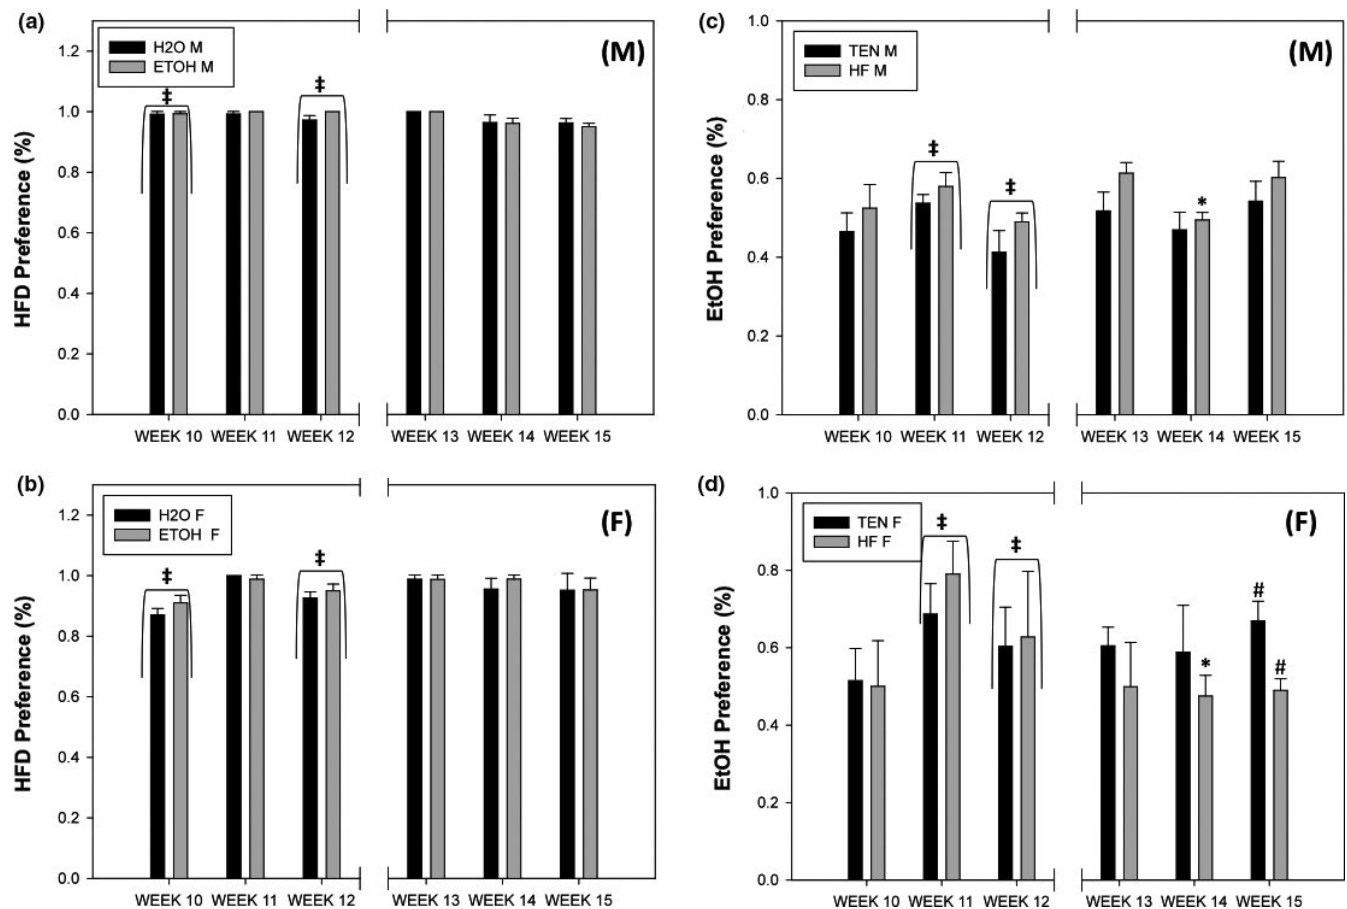 (a)
H2O M
ETOH M
(M)
‡
‡
HFD Preference (%)
1.2
1.0
0.8
0.6
0.4
0.2
0.0
WEEK 10 WEEK 11 WEEK 12 WEEK 13 WEEK 14 WEEK 15
(b)
H2O F
ETOH F
(F)
‡
‡
HFD Preference (%)
1.2
1.0
0.8
0.6
0.4
0.2
0.0
WEEK 10 WEEK 11 WEEK 12 WEEK 13 WEEK 14 WEEK 15
(c)
TEN M
HF M
(M)
‡
‡
*
EtOH Preference (%)
1.0
0.8
0.6
0.4
0.2
0.0
WEEK 10 WEEK 11 WEEK 12 WEEK 13 WEEK 14 WEEK 15
(d)
TEN F
HF F
(F)
‡
‡
#
*
#
EtOH Preference (%)
1.0
0.8
0.6
0.4
0.2
0.0
WEEK 10 WEEK 11 WEEK 12 WEEK 13 WEEK 14 WEEK 15